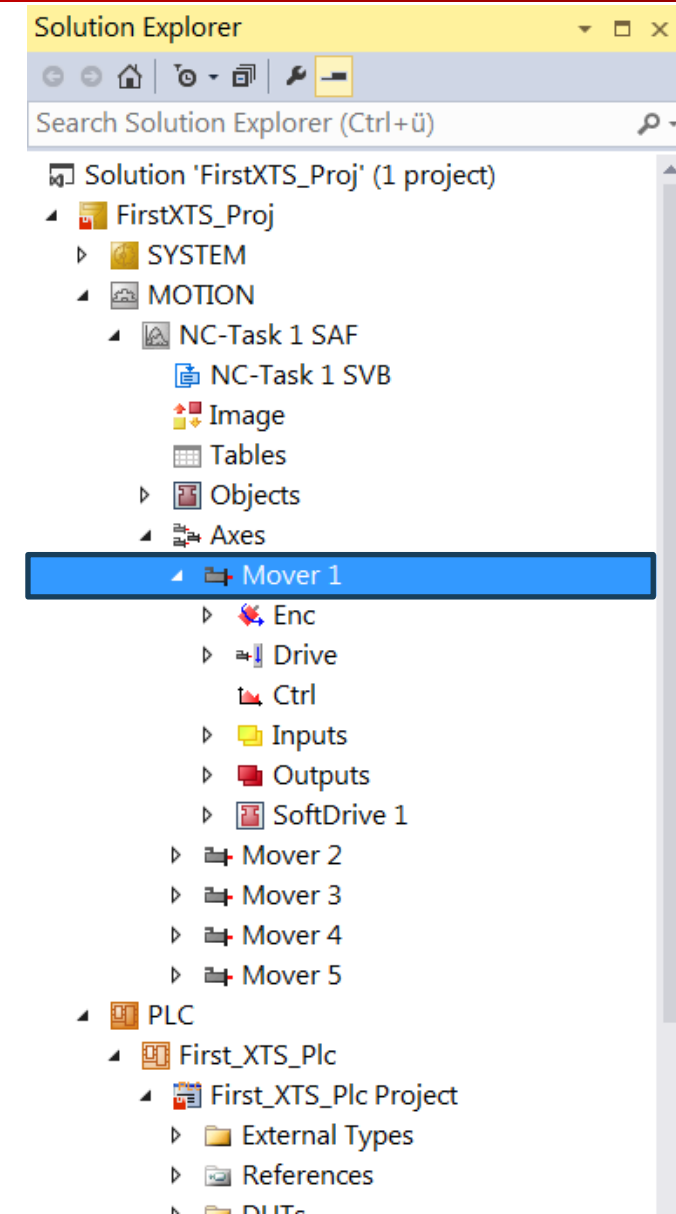 Solution Explorer
Search Solution Explorer (Ctrl+ü)
Solution 'FirstXTS_Proj' (1 project)
FirstXTS_Proj
SYSTEM
MOTION
NC-Task 1 SAF
NC-Task 1 SVB
Image
Tables
Objects
Axes
Mover 1
Enc
Drive
Ctrl
Inputs
Outputs
SoftDrive 1
Mover 2
Mover 3
Mover 4
Mover 5
PLC
First_XTS_Plc
First_XTS_Plc Project
External Types
References
DUTs